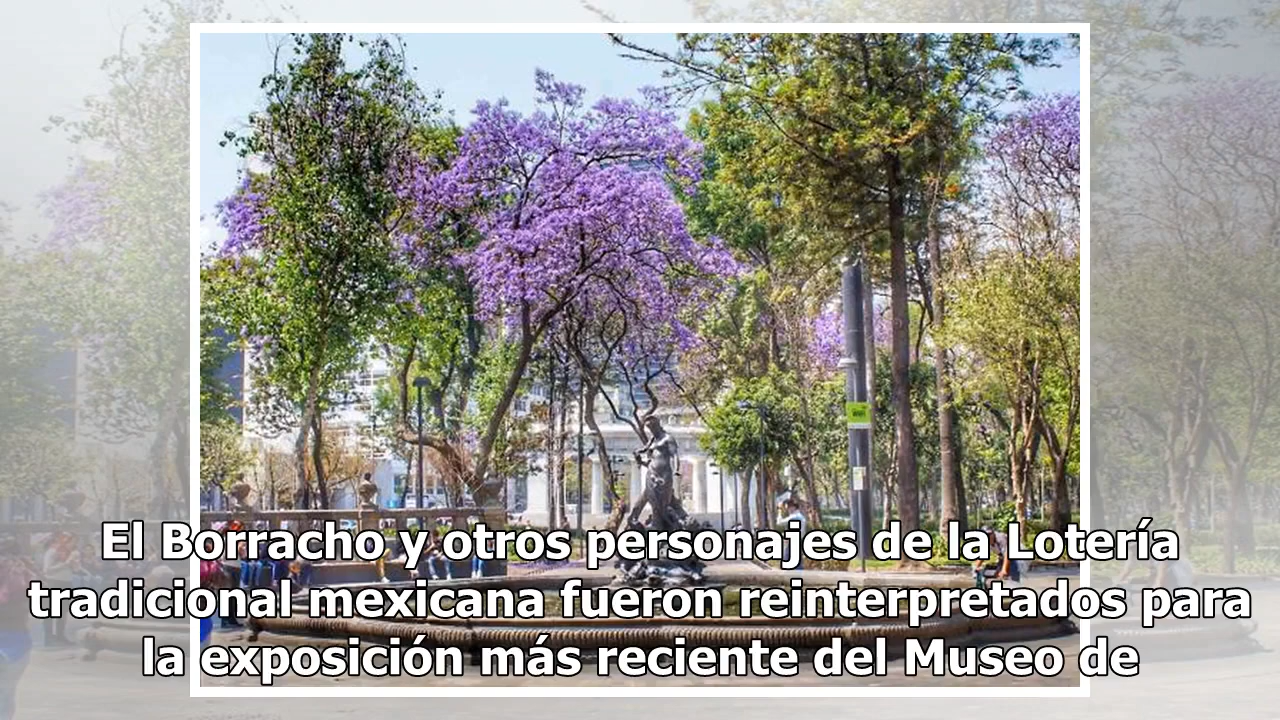 El Borracho y otros personajes de la Lotería
tradicional mexicana fueron reinterpretados para
la exposición más reciente del Museo de